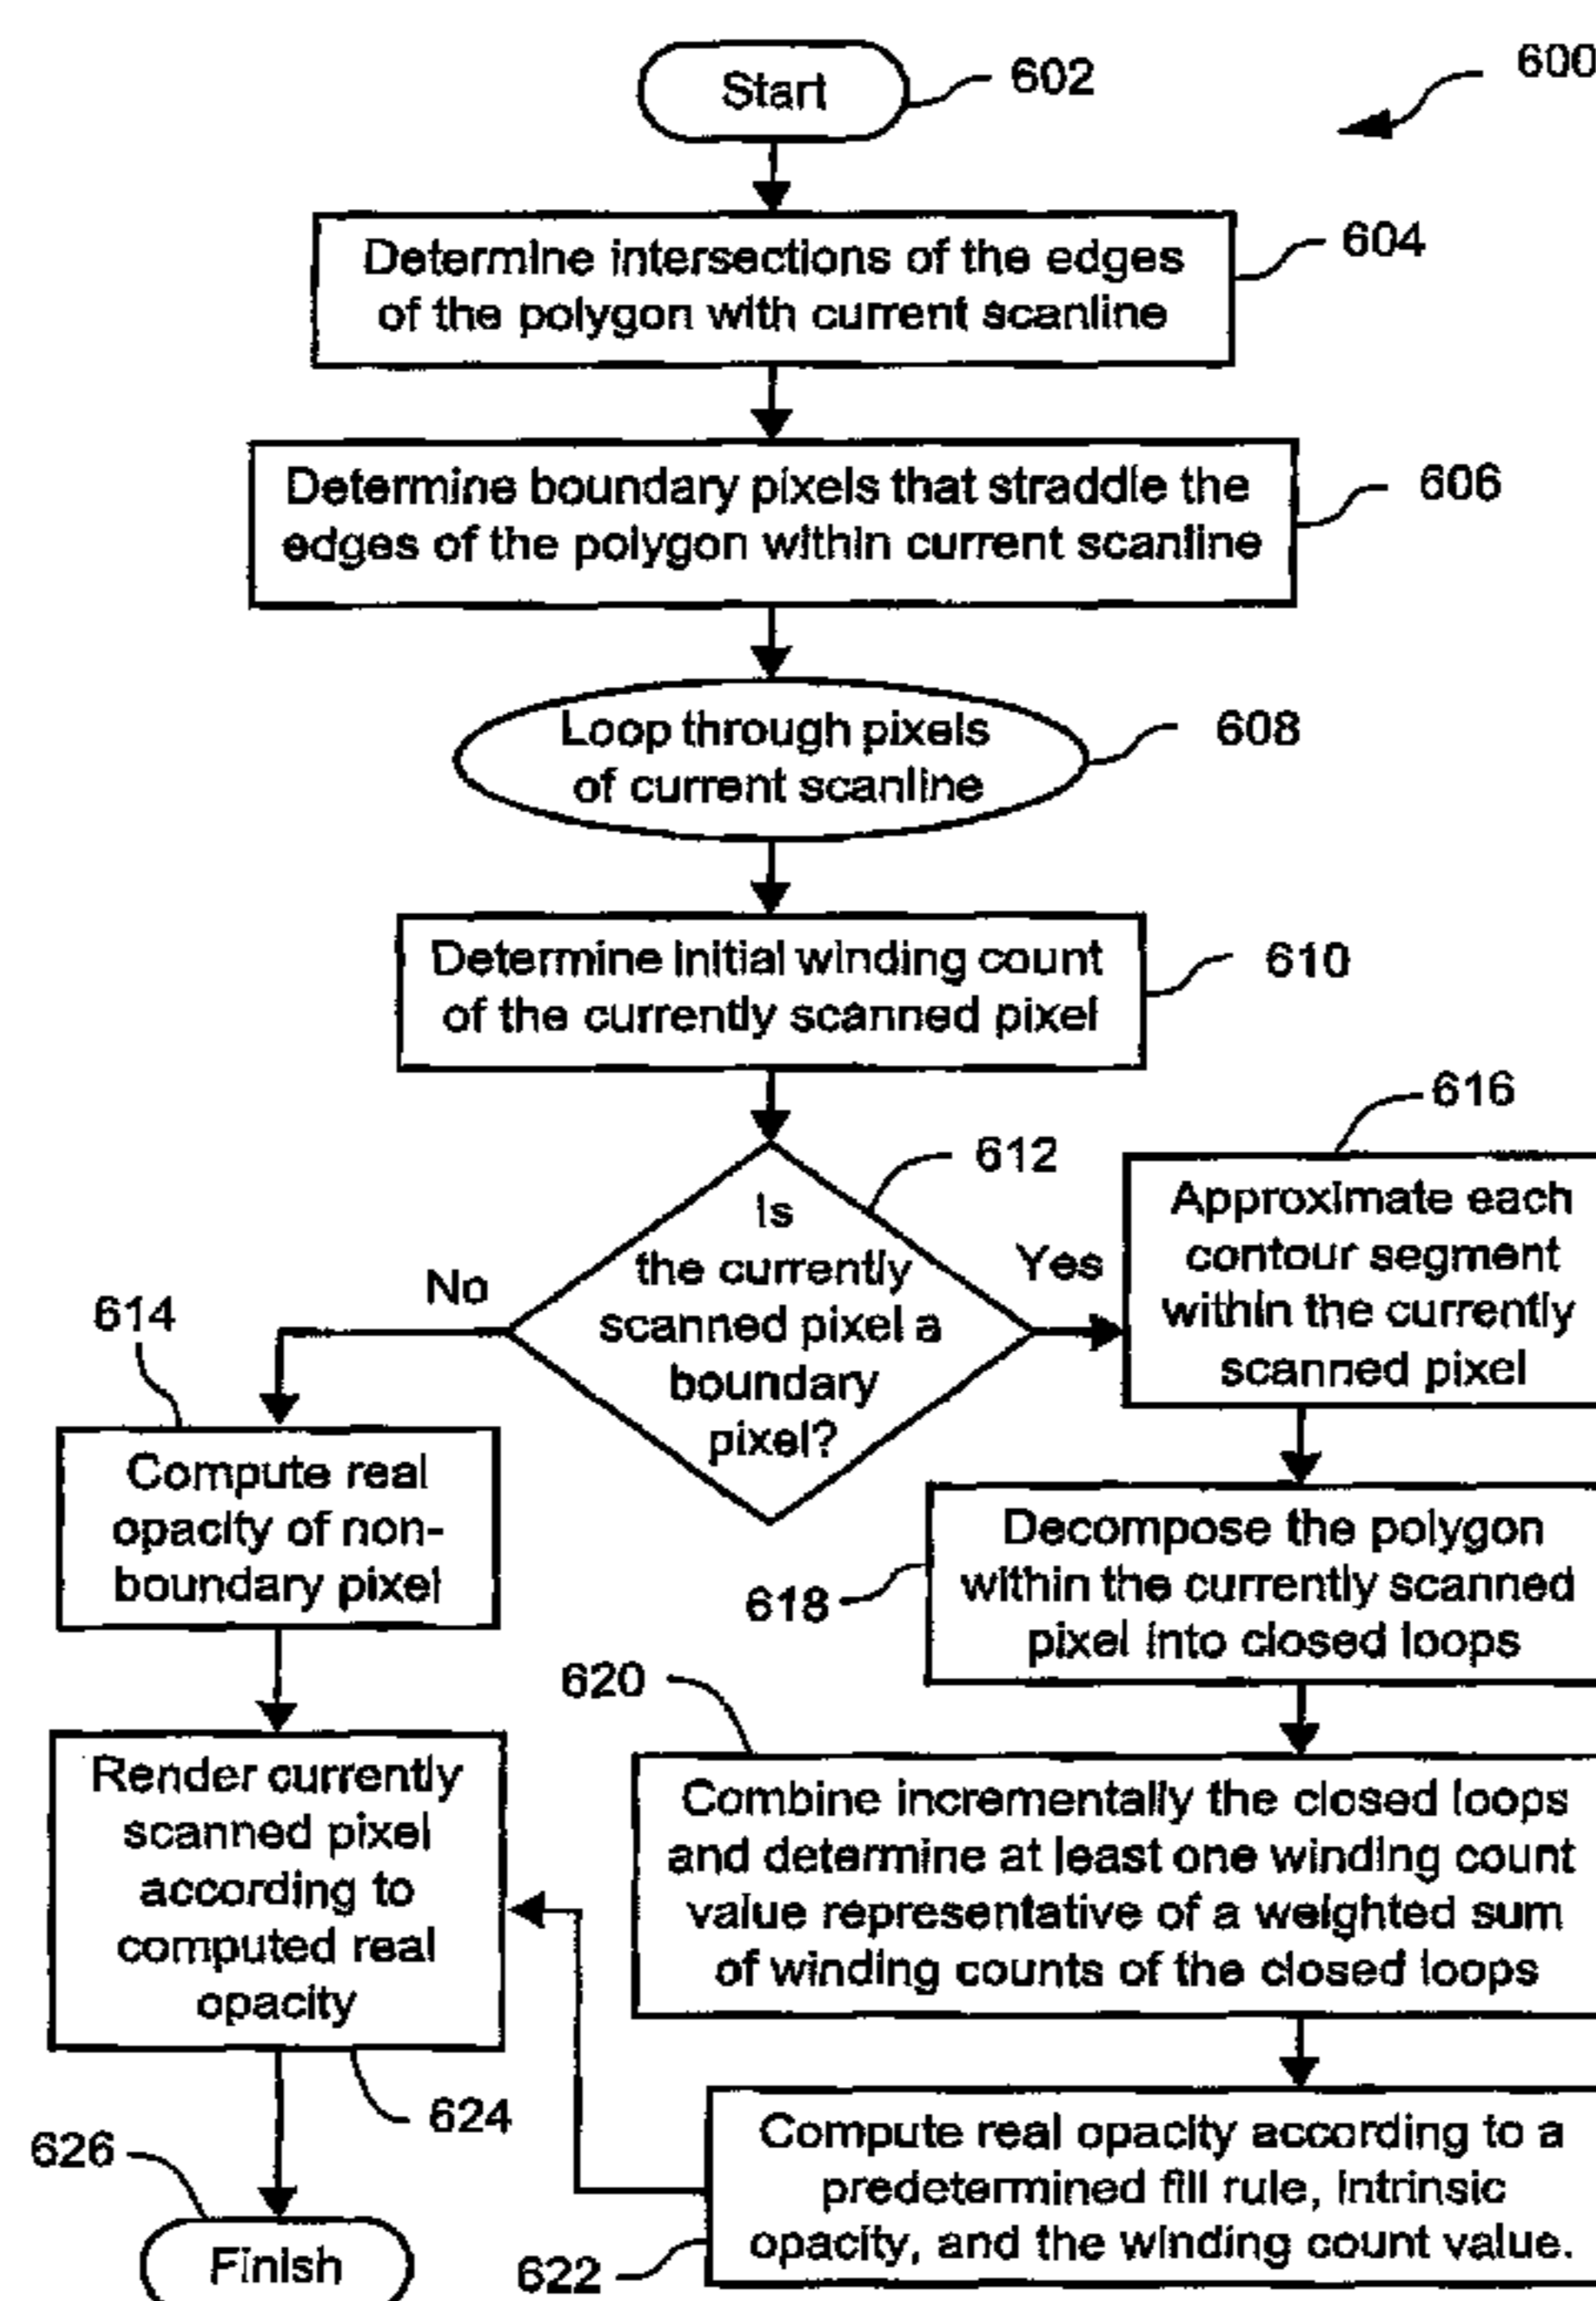 600
Start
602
Determine intersections of the edges
of the polygon with current scanline
604
Determine boundary pixels that straddle the
edges of the polygon within current scanline
606
Loop through pixels
of current scanline
608
Determine initial winding count
of the currently scanned pixel
610
612
Is
the currently
scanned pixel a
boundary
pixel?
No
Yes
614
Compute real
opacity of non-
boundary pixel
616
Approximate each
contour segment
within the currently
scanned pixel
618
Decompose the polygon
within the currently scanned
pixel into closed loops
620
Combine incrementally the closed loops
and determine at least one winding count
value representative of a weighted sum
of winding counts of the closed loops
622
Compute real opacity according to a
predetermined fill rule, intrinsic
opacity, and the winding count value.
Render currently
scanned pixel
according to
computed real
opacity
624
626
Finish